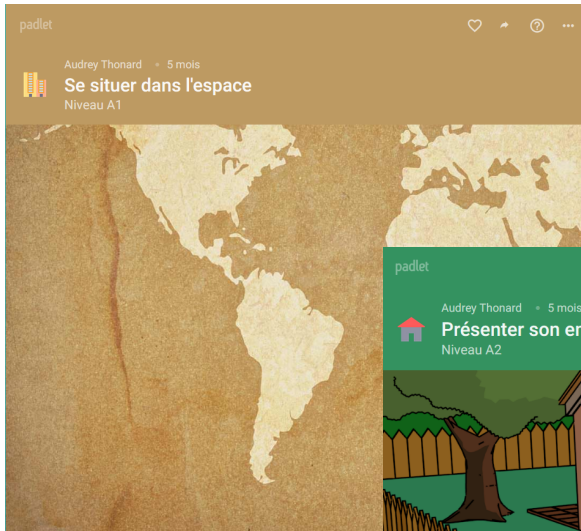 padlet
Audrey Thonard • 5 mois
Se situer dans l'espace
Niveau A1
padlet
Audrey Thonard • 5 mois
Présenter son
Niveau A2